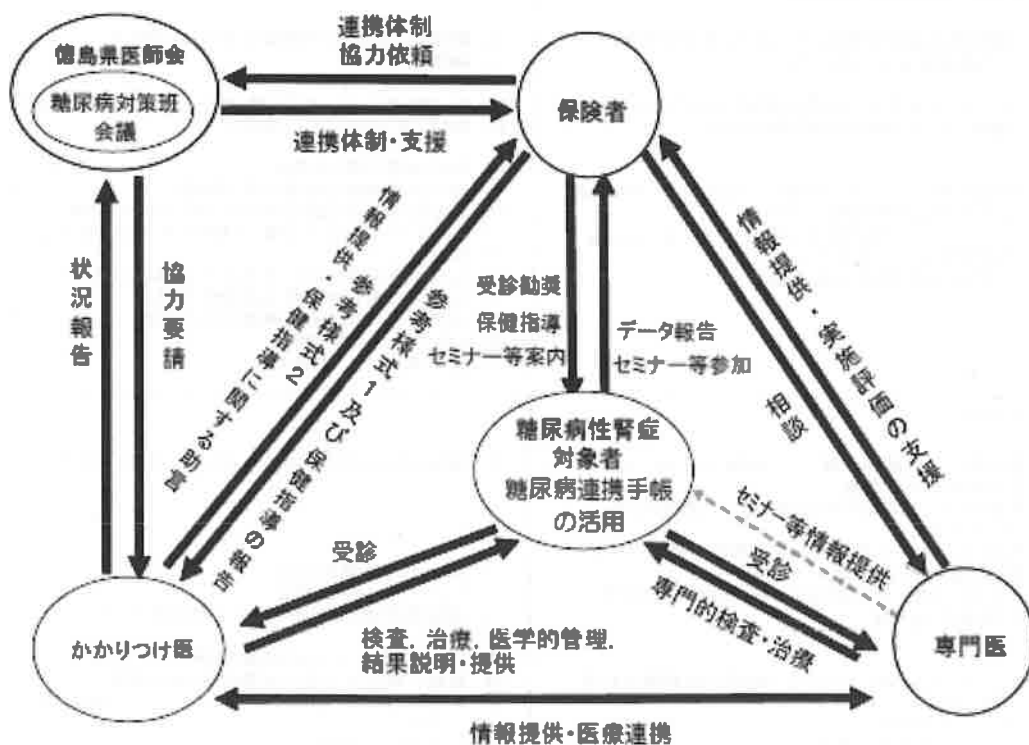 連携体制
協力依頼
徳島県医師会
糖尿病対策班
会議
保険者
連携体制・支援
状況報告
協力要請
情報提供・参考様式2
・保健指導に関する助言
参考様式1及び保健指導の報告
受診勧奨
保健指導
セミナー等案内
データ報告
セミナー等参加
情報提供・実施評価の支援
相談
糖尿病性腎症
対象者
糖尿病連携手帳
の活用
セミナー等情報提供
受診
受診
専門的検査・治療
かかりつけ医
検査，治療，医学的管理，
結果説明・提供
専門医
情報提供・医療連携